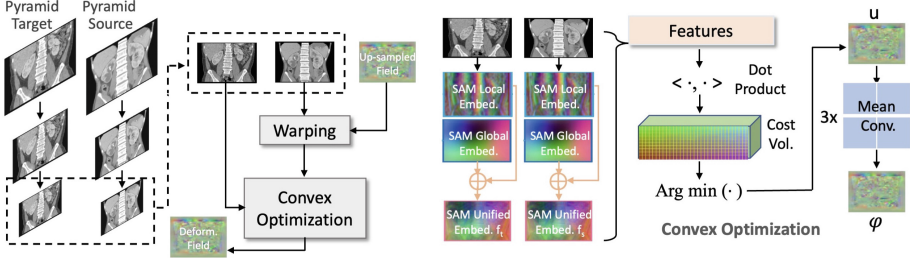 Pyramid
Target
Pyramid
Source
Up-sampled
Field
Warping
Convex
Optimization
Deform.
Field
SAM Local
Embed.
SAM Local
Embed.
SAM Global
Embed.
SAM Global
Embed.
SAM Unified
Embed. fₜ
SAM Unified
Embed. fₛ
Features
< ·, · >
Dot
Product
Cost
Vol.
Arg min (·)
Convex Optimization
u
3x
Mean
Conv.
φ